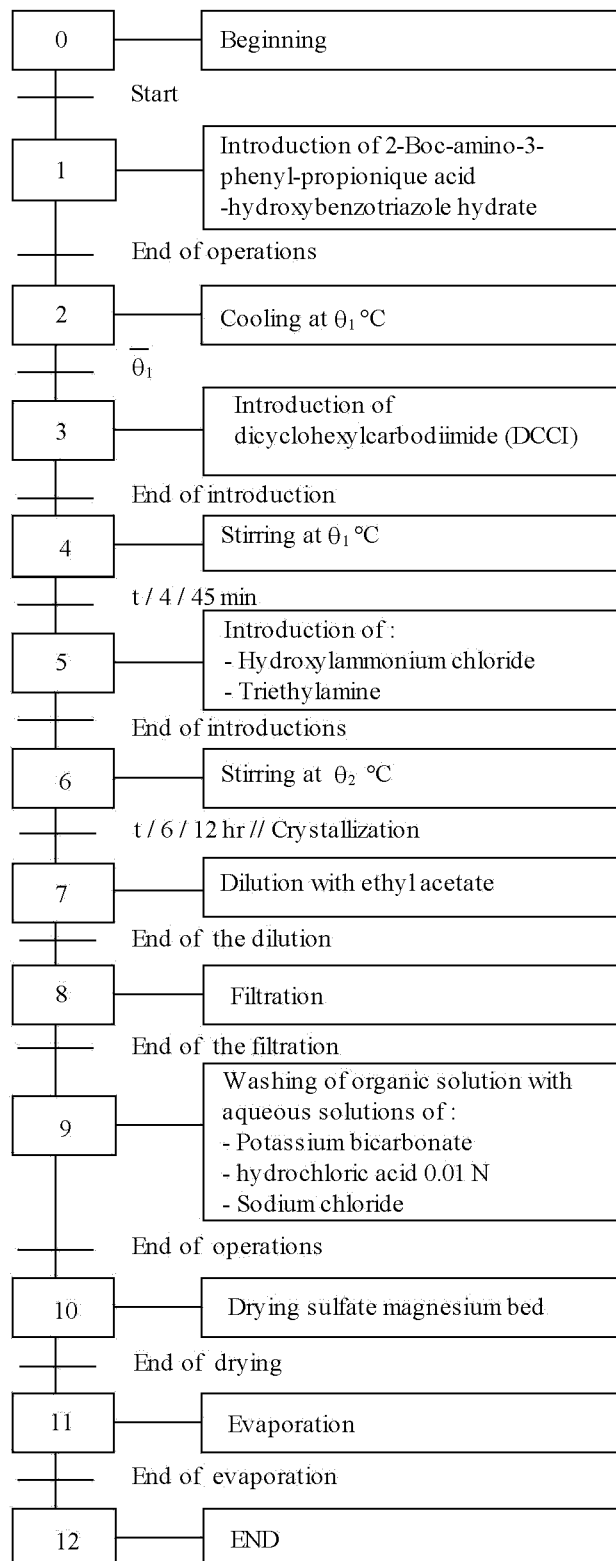 0
Beginning
Start
1
Introduction of 2-Boc-amino-3-
phenyl-propionique acid
-hydroxybenzotriazole hydrate
End of operations
2
Cooling at θ₁ °C
θ̅₁
3
Introduction of
dicyclohexylcarbodiimide (DCCI)
End of introduction
4
Stirring at θ₁ °C
t / 4 / 45 min
5
Introduction of :
- Hydroxylammonium chloride
- Triethylamine
End of introductions
6
Stirring at θ₂ °C
t / 6 / 12 hr // Crystallization
7
Dilution with ethyl acetate
End of the dilution
8
Filtration
End of the filtration
9
Washing of organic solution with
aqueous solutions of :
- Potassium bicarbonate
- hydrochloric acid 0.01 N
- Sodium chloride
End of operations
10
Drying sulfate magnesium bed
End of drying
11
Evaporation
End of evaporation
12
END